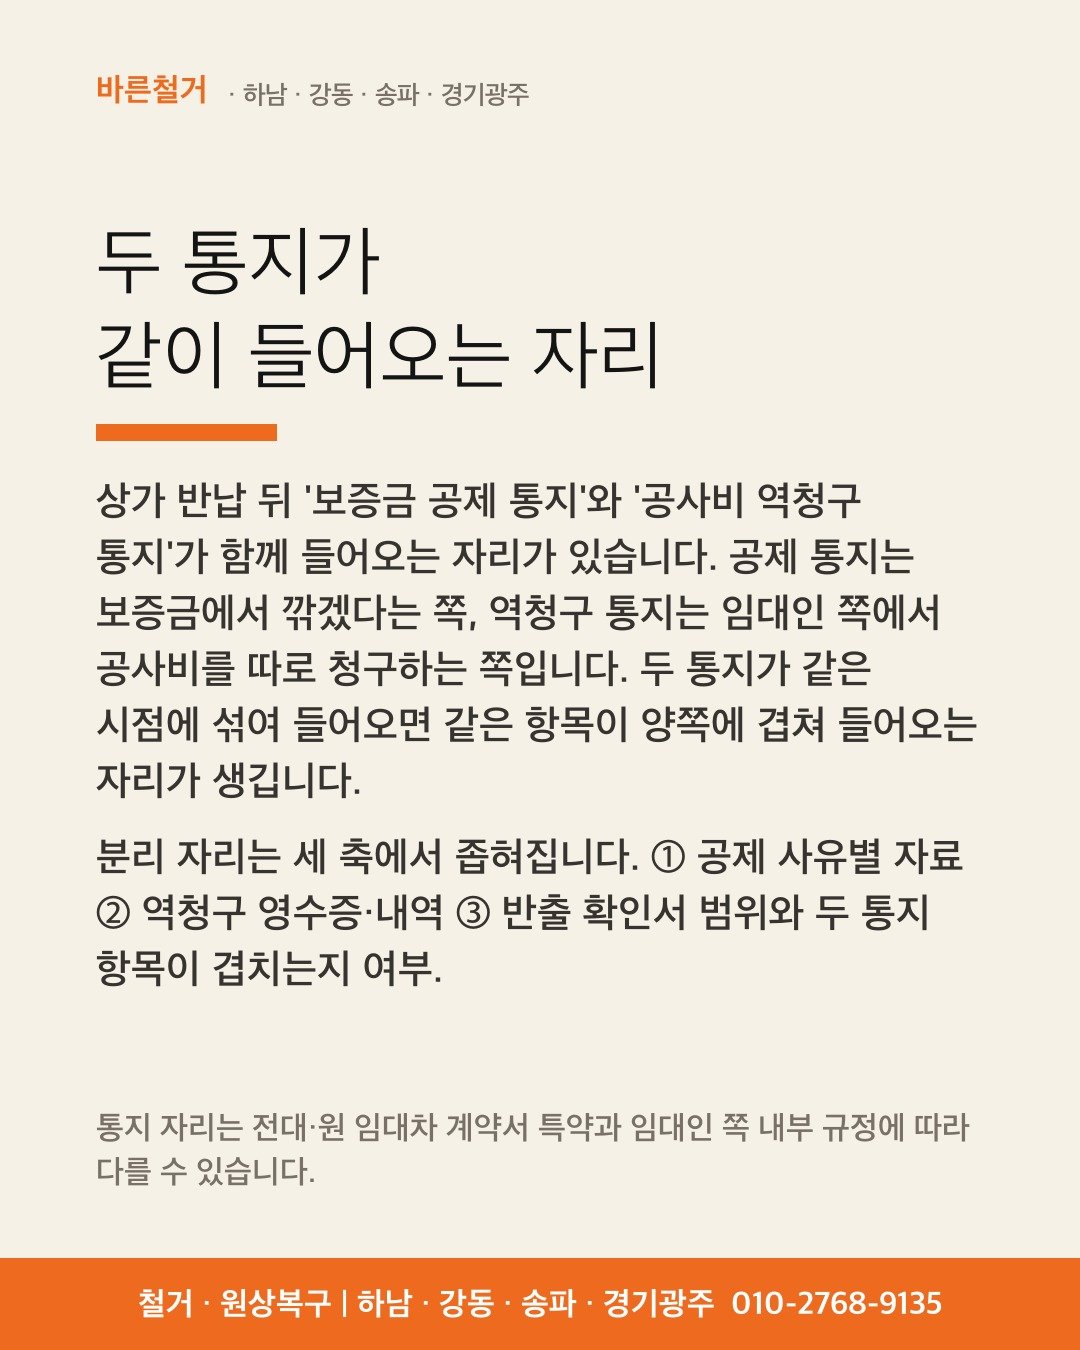 바른철거 · 하남 · 강동 · 송파 · 경기광주
두 통지가
같이 들어오는 자리
상가 반납 뒤 '보증금 공제 통지'와 '공사비 역청구
통지'가 함께 들어오는 자리가 있습니다. 공제 통지는
보증금에서 깎겠다는 쪽, 역청구 통지는 임대인 쪽에서
공사비를 따로 청구하는 쪽입니다. 두 통지가 같은
시점에 섞여 들어오면 같은 항목이 양쪽에 겹쳐 들어오는
자리가 생깁니다.
분리 자리는 세 축에서 좁혀집니다. ① 공제 사유별 자료
② 역청구 영수증·내역 ③ 반출 확인서 범위와 두 통지
항목이 겹치는지 여부.
통지 자리는 전대·원 임대차 계약서 특약과 임대인 쪽 내부 규정에 따라
다를 수 있습니다.
철거 · 원상복구 | 하남 · 강동 · 송파 · 경기광주 010-2768-9135